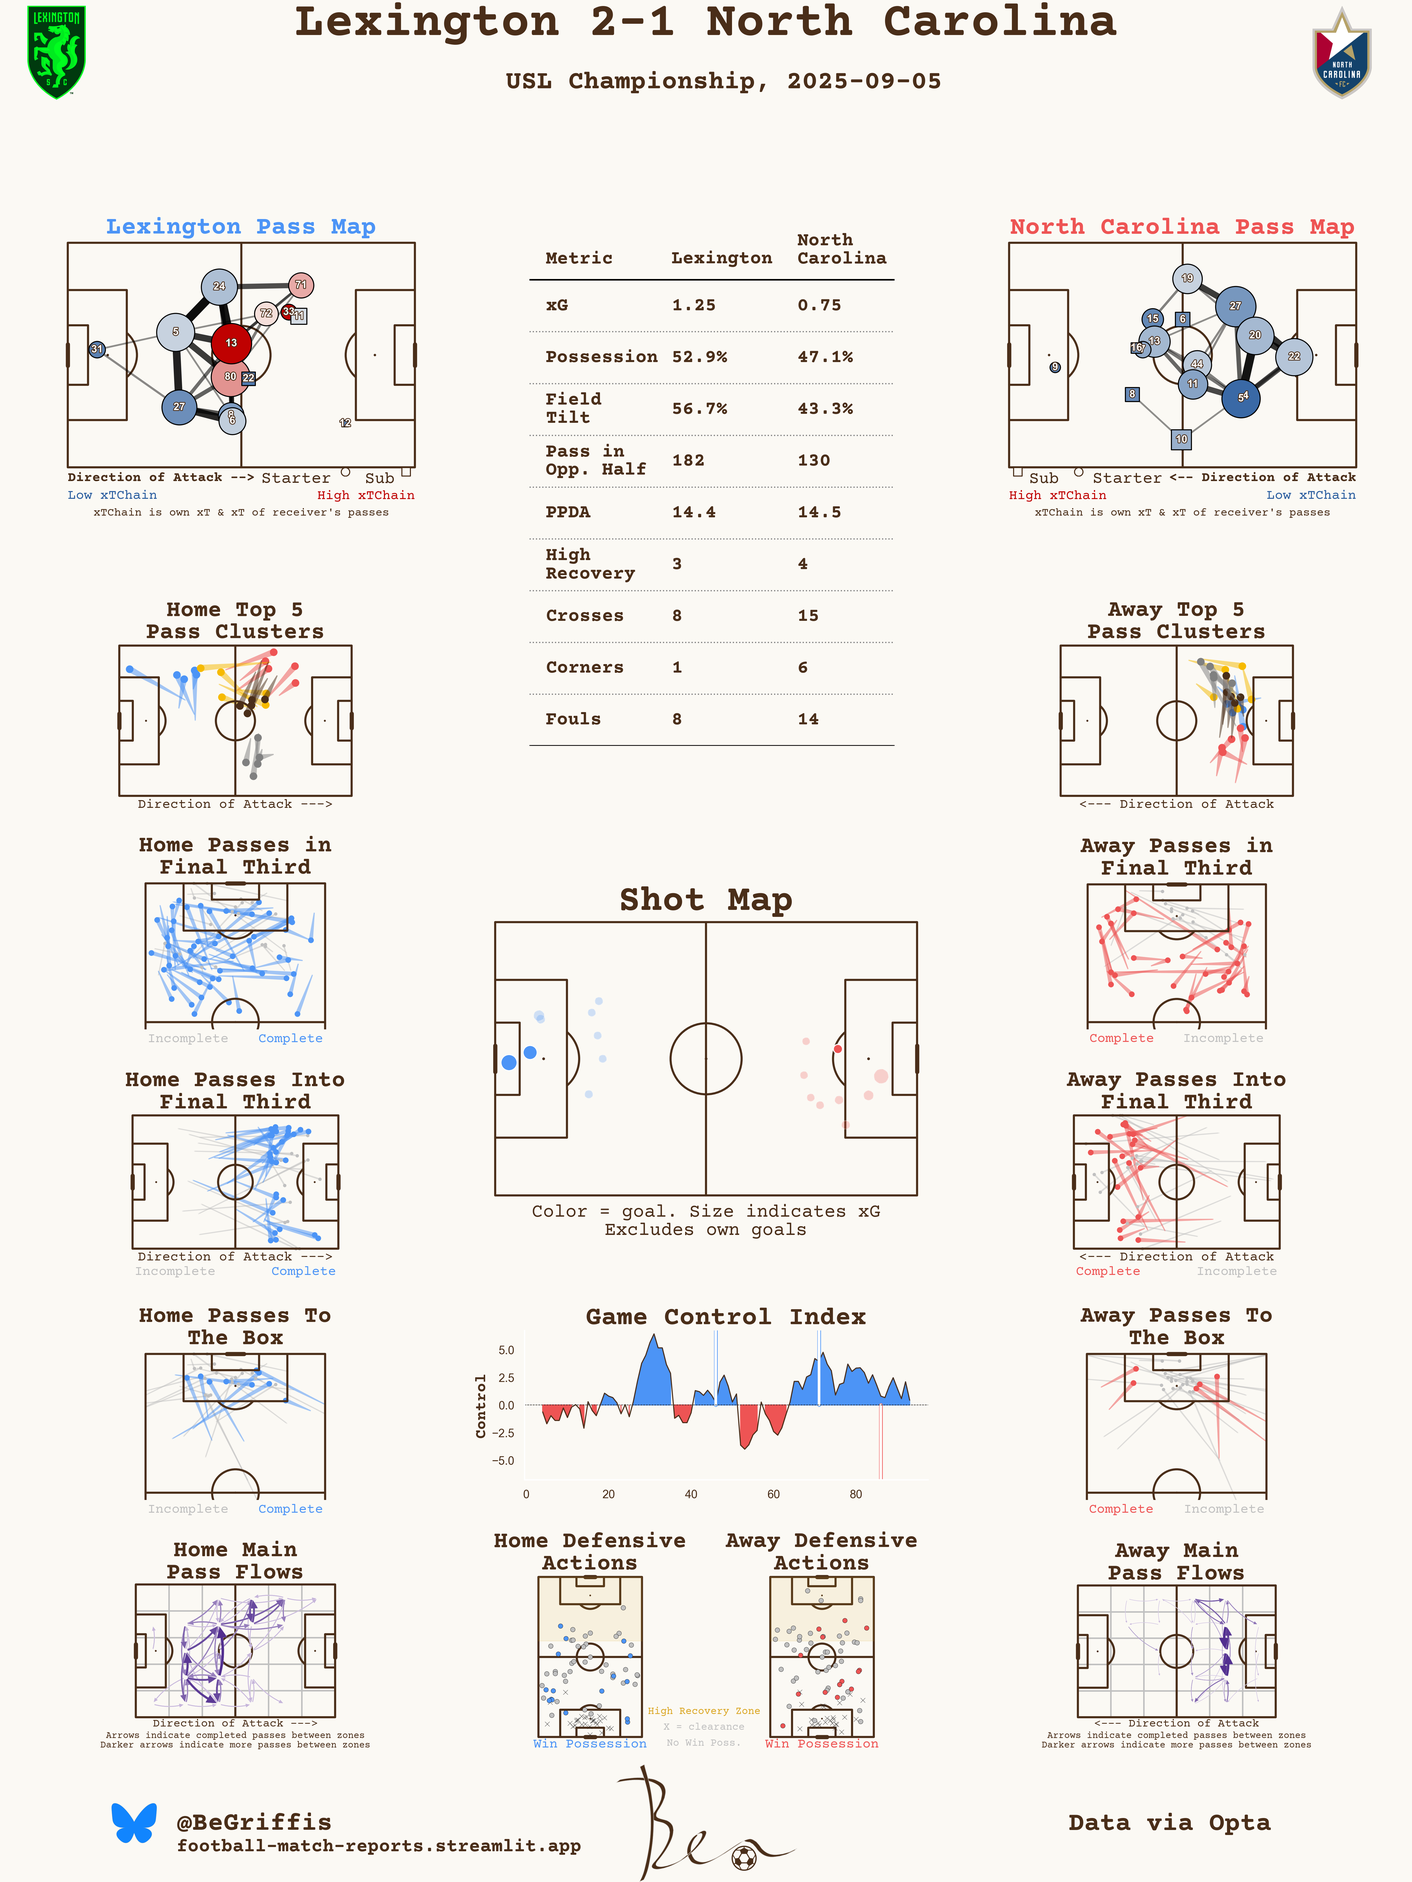 Lexington 2-1 North Carolina
USL Championship, 2025-09-05
LEXINGTON
S C
NORTH
CAROLINA
FC
Lexington Pass Map
24
71
72
33
11
5
13
31
80
22
27
8
6
12
Direction of Attack --> Starter Sub
Low xTChain High xTChain
xTChain is own xT & xT of receiver's passes
Metric Lexington North Carolina
xG 1.25 0.75
Possession 52.9% 47.1%
Field Tilt 56.7% 43.3%
Pass in Opp. Half 182 130
PPDA 14.4 14.5
High Recovery 3 4
Crosses 8 15
Corners 1 6
Fouls 8 14
North Carolina Pass Map
19
27
15
6
20
13
22
44
9
11
8
10
Sub Starter <-- Direction of Attack
High xTChain Low xTChain
xTChain is own xT & xT of receiver's passes
Home Top 5
Pass Clusters
Direction of Attack --->
Away Top 5
Pass Clusters
<--- Direction of Attack
Home Passes in
Final Third
Incomplete Complete
Away Passes in
Final Third
Complete Incomplete
Shot Map
Color = goal. Size indicates xG
Excludes own goals
Home Passes Into
Final Third
Direction of Attack --->
Incomplete Complete
Away Passes Into
Final Third
<--- Direction of Attack
Complete Incomplete
Home Passes To
The Box
Incomplete Complete
Game Control Index
Control
5.0
2.5
0.0
−2.5
−5.0
0 20 40 60 80
Away Passes To
The Box
Complete Incomplete
Home Main
Pass Flows
Direction of Attack --->
Arrows indicate completed passes between zones
Darker arrows indicate more passes between zones
Home Defensive
Actions
Win Possession
High Recovery Zone
X = clearance
No Win Poss.
Away Defensive
Actions
Win Possession
Away Main
Pass Flows
<--- Direction of Attack
Arrows indicate completed passes between zones
Darker arrows indicate more passes between zones
@BeGriffis
football-match-reports.streamlit.app
Ben
Data via Opta